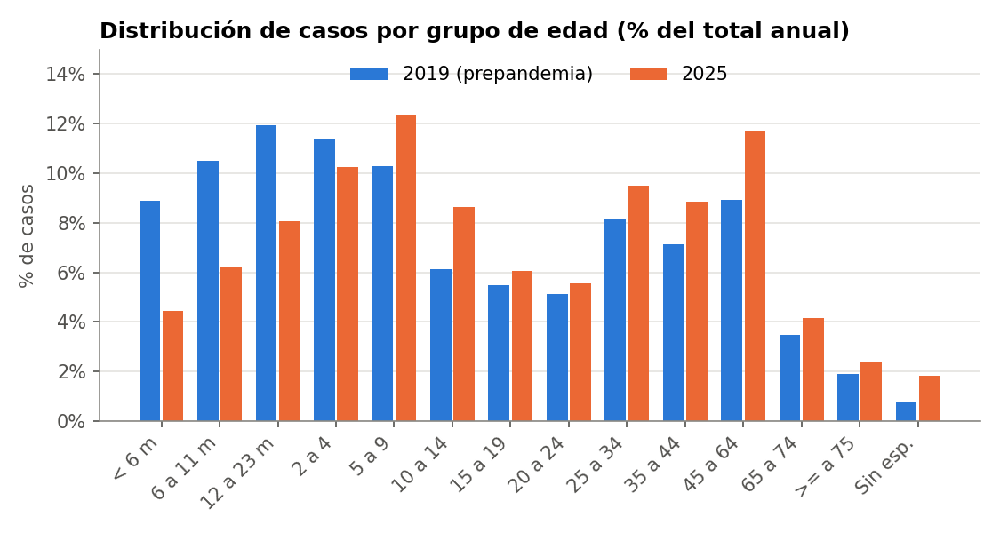 Distribución de casos por grupo de edad (% del total anual)
2019 (prepandemia) 2025
% de casos
14%
12%
10%
8%
6%
4%
2%
0%
< 6 m
6 a 11 m
12 a 23 m
2 a 4
5 a 9
10 a 14
15 a 19
20 a 24
25 a 34
35 a 44
45 a 64
65 a 74
>= a 75
Sin esp.